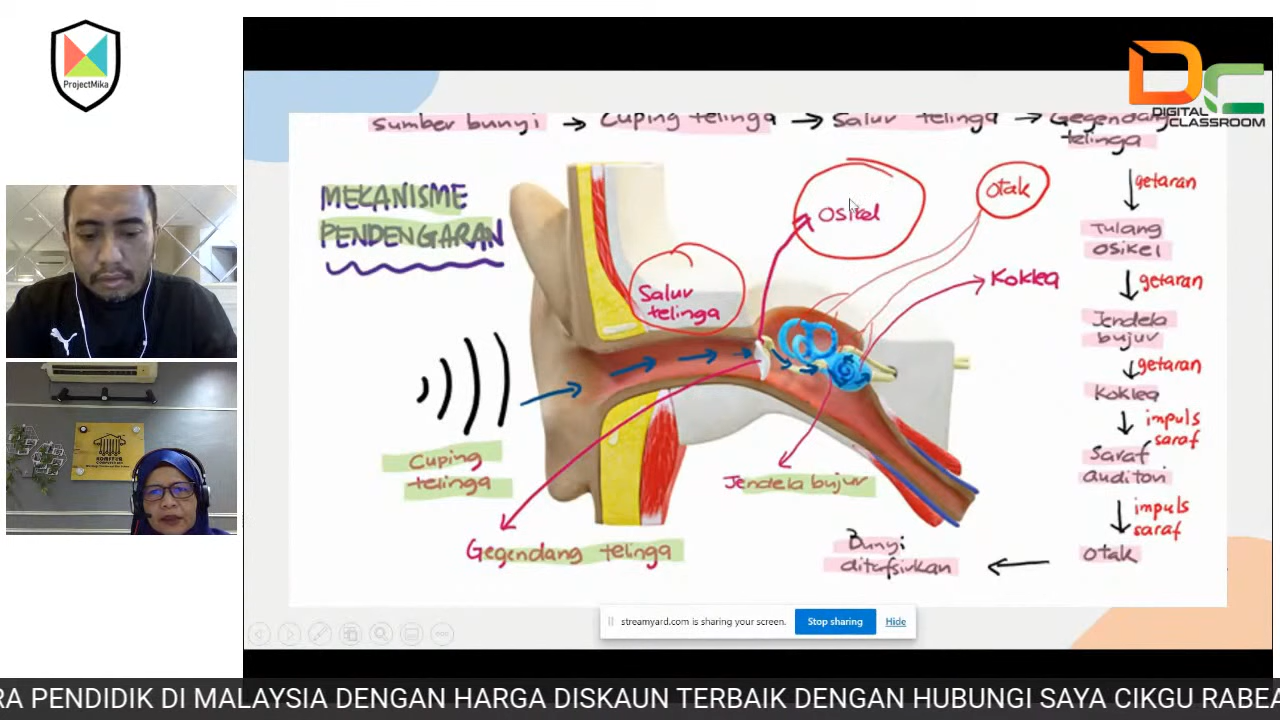 ProjectMika
DIGITAL
CLASSROOM
sumber bunyi → Cuping telinga → Salur telinga → Gegendang
telinga
MEKANISME
PENDENGARAN
Osikel
otak
getaran
Tulang
osikel
Salur
telinga
Koklea
getaran
Jendela
bujur
getaran
Koklea
impuls
saraf
Saraf
auditori
Cuping
telinga
Jendela bujur
impuls
saraf
Gegendang telinga
otak
Bunyi
ditafsirkan
streamyard.com is sharing your screen.
Stop sharing
Hide
RA PENDIDIK DI MALAYSIA DENGAN HARGA DISKAUN TERBAIK DENGAN HUBUNGI SAYA CIKGU RABEA